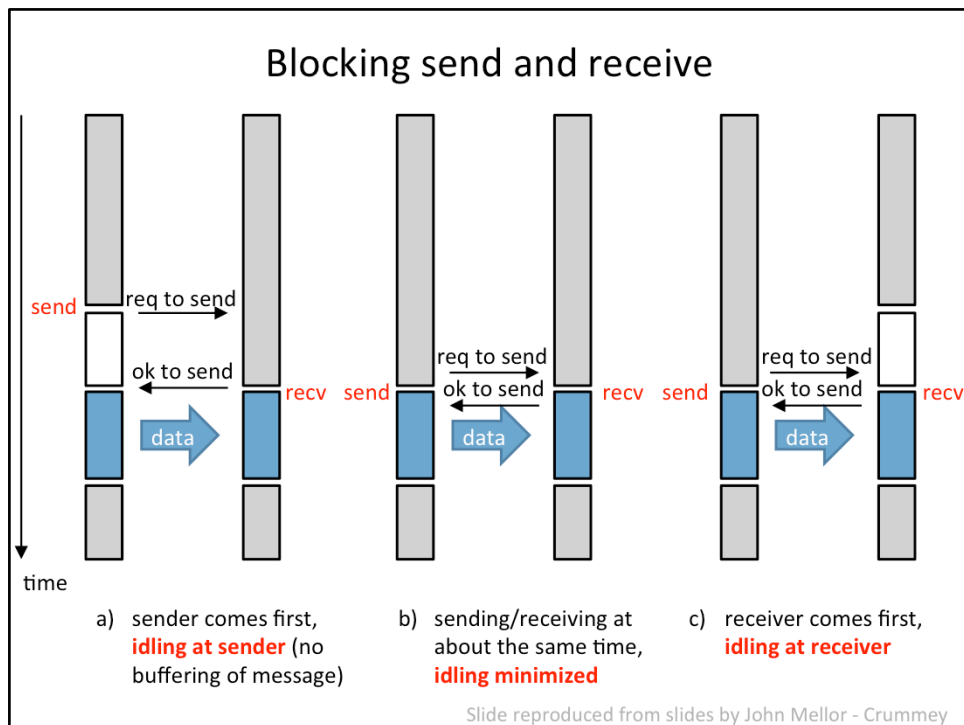 Blocking send and receive
send
req to send
ok to send
recv
data
send
req to send
ok to send
recv
data
send
req to send
ok to send
recv
data
time
a) sender comes first,
idling at sender (no
buffering of message)
b) sending/receiving at
about the same time,
idling minimized
c) receiver comes first,
idling at receiver
Slide reproduced from slides by John Mellor - Crummey